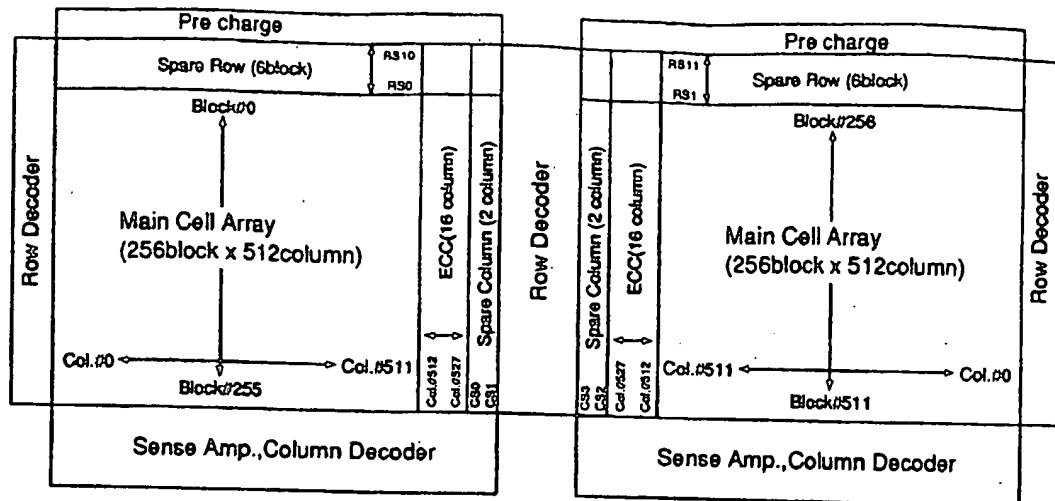 Pre charge
Spare Row (6block)
RS10
RS0
Block#0
Row Decoder
Main Cell Array
(256block x 512column)
ECC(16 column)
Spare Column (2 column)
Col.#0
Col.#511
Block#255
Col.#512
Col.#527
CS0
CS1
Sense Amp.,Column Decoder
Row Decoder
Pre charge
RS11
RS1
Spare Row (6block)
Block#256
Spare Column (2 column)
ECC(16 column)
Main Cell Array
(256block x 512column)
Row Decoder
CS3
CS2
Col.#527
Col.#512
Col.#511
Col.#0
Block#511
Sense Amp.,Column Decoder